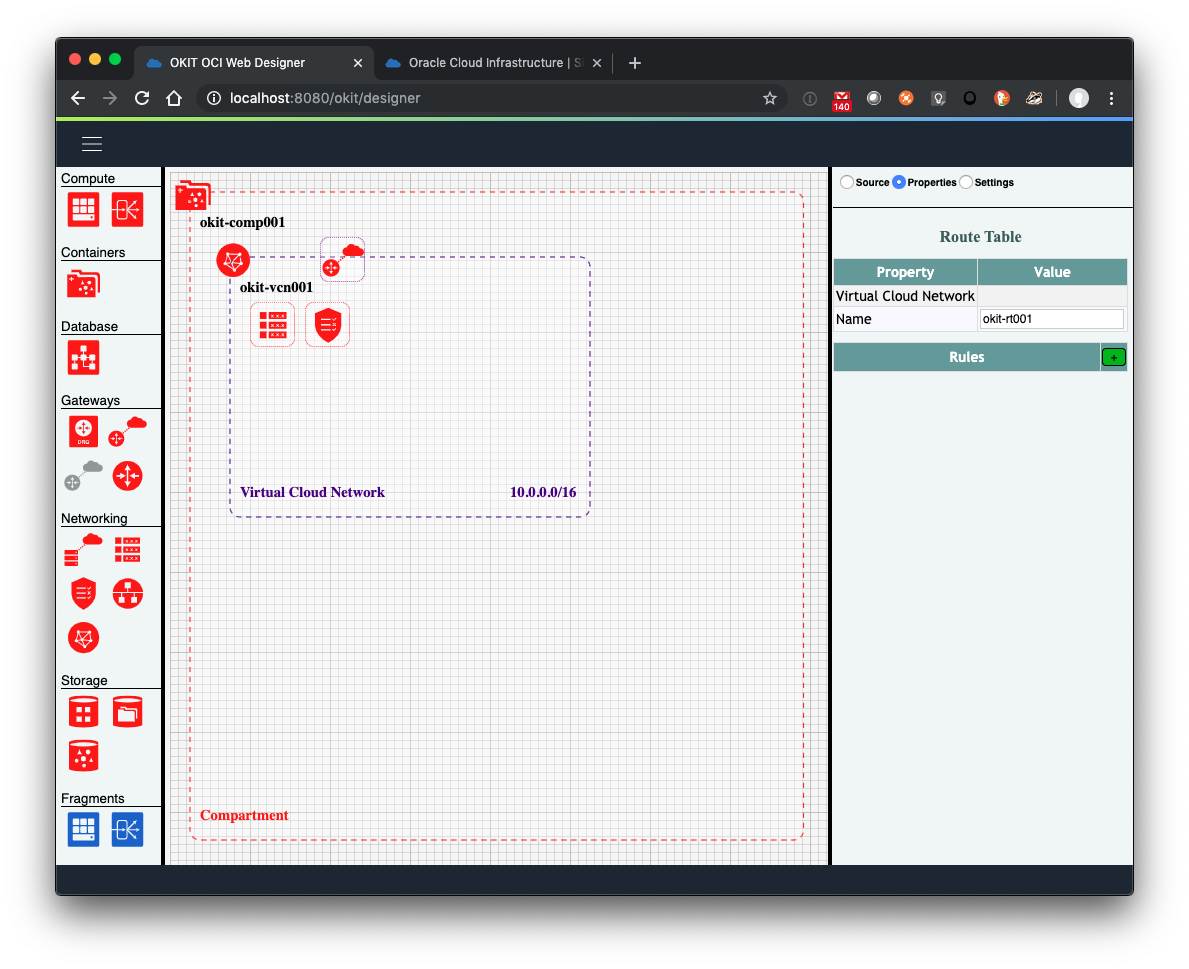 OKIT OCI Web Designer
Oracle Cloud Infrastructure | Si
localhost:8080/okit/designer
140
Compute
Containers
Database
Gateways
DRG
Networking
Storage
Fragments
okit-comp001
okit-vcn001
Virtual Cloud Network 10.0.0.0/16
Compartment
Source Properties Settings
Route Table
Property Value
Virtual Cloud Network
Name okit-rt001
Rules +